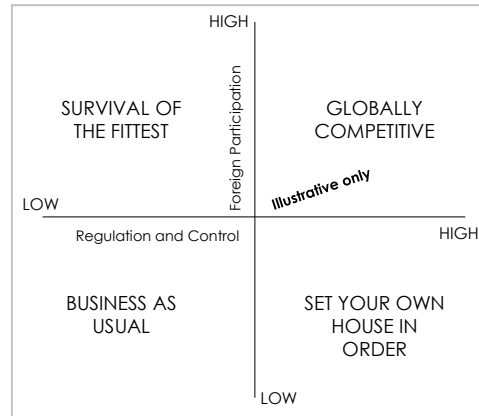 HIGH
SURVIVAL OF
THE FITTEST
Foreign Participation
GLOBALLY
COMPETITIVE
Illustrative only
LOW
Regulation and Control
HIGH
BUSINESS AS
USUAL
SET YOUR OWN
HOUSE IN
ORDER
LOW